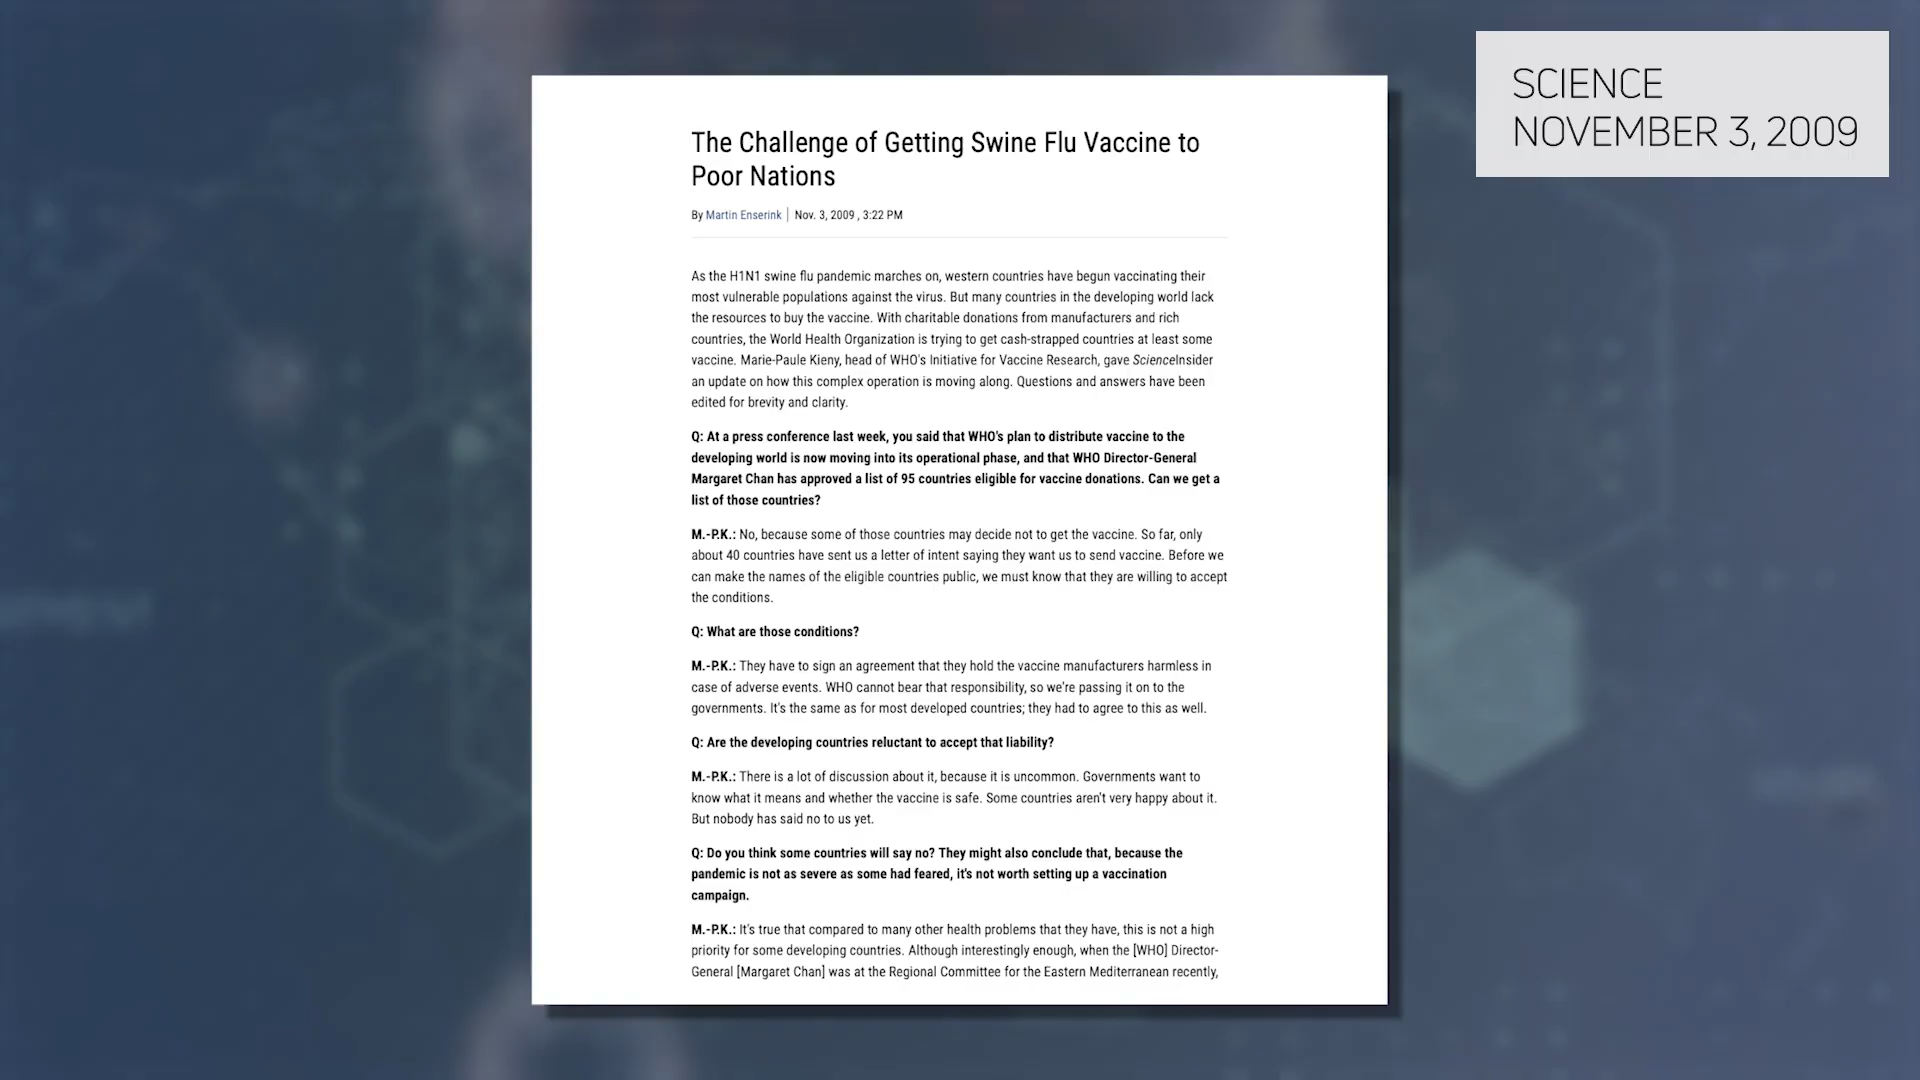 SCIENCE
NOVEMBER 3, 2009
The Challenge of Getting Swine Flu Vaccine to
Poor Nations
By Martin Enserink | Nov. 3, 2009 , 3:22 PM
As the H1N1 swine flu pandemic marches on, western countries have begun vaccinating their
most vulnerable populations against the virus. But many countries in the developing world lack
the resources to buy the vaccine. With charitable donations from manufacturers and rich
countries, the World Health Organization is trying to get cash-strapped countries at least some
vaccine. Marie-Paule Kieny, head of WHO's Initiative for Vaccine Research, gave ScienceInsider
an update on how this complex operation is moving along. Questions and answers have been
edited for brevity and clarity.
Q: At a press conference last week, you said that WHO's plan to distribute vaccine to the
developing world is now moving into its operational phase, and that WHO Director-General
Margaret Chan has approved a list of 95 countries eligible for vaccine donations. Can we get a
list of those countries?
M.-P.K.: No, because some of those countries may decide not to get the vaccine. So far, only
about 40 countries have sent us a letter of intent saying they want us to send vaccine. Before we
can make the names of the eligible countries public, we must know that they are willing to accept
the conditions.
Q: What are those conditions?
M.-P.K.: They have to sign an agreement that they hold the vaccine manufacturers harmless in
case of adverse events. WHO cannot bear that responsibility, so we're passing it on to the
governments. It's the same as for most developed countries; they had to agree to this as well.
Q: Are the developing countries reluctant to accept that liability?
M.-P.K.: There is a lot of discussion about it, because it is uncommon. Governments want to
know what it means and whether the vaccine is safe. Some countries aren't very happy about it.
But nobody has said no to us yet.
Q: Do you think some countries will say no? They might also conclude that, because the
pandemic is not as severe as some had feared, it's not worth setting up a vaccination
campaign.
M.-P.K.: It's true that compared to many other health problems that they have, this is not a high
priority for some developing countries. Although interestingly enough, when the [WHO] Director-
General [Margaret Chan] was at the Regional Committee for the Eastern Mediterranean recently,